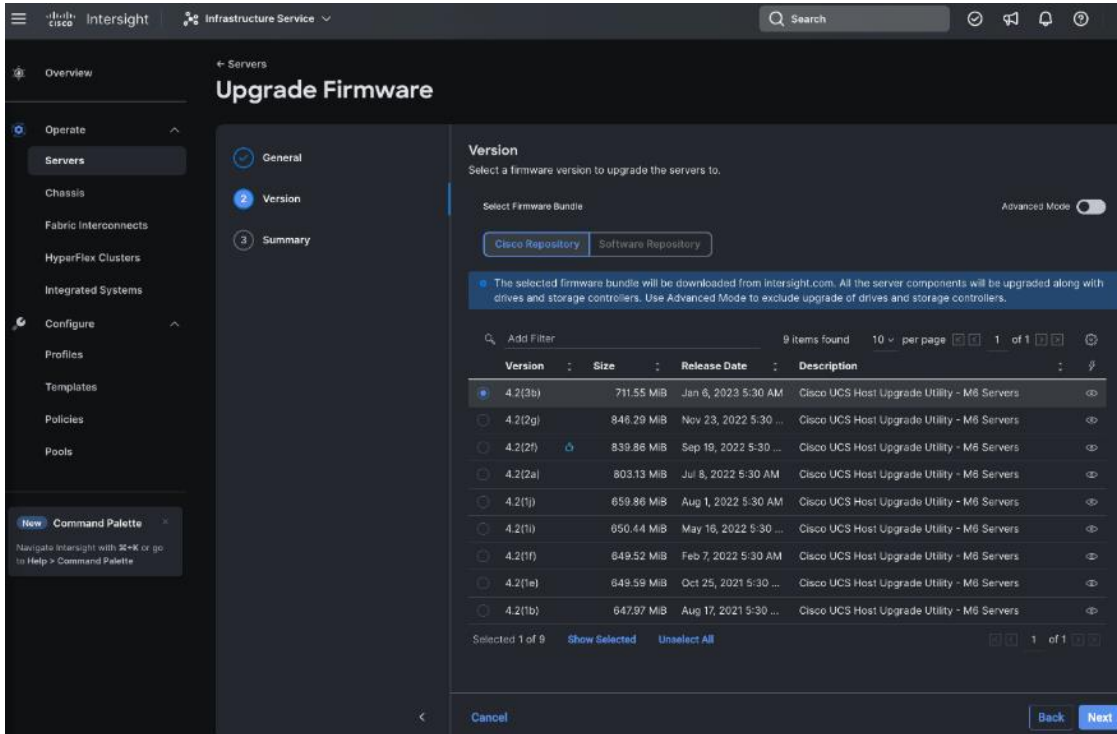 cisco Intersight
Infrastructure Service
Search
Overview
Operate
Servers
Chassis
Fabric Interconnects
HyperFlex Clusters
Integrated Systems
Configure
Profiles
Templates
Policies
Pools
New Command Palette
Navigate Intersight with ⌘+K or go
to Help > Command Palette
← Servers
Upgrade Firmware
General
2 Version
3 Summary
Version
Select a firmware version to upgrade the servers to.
Select Firmware Bundle
Advanced Mode
Cisco Repository Software Repository
The selected firmware bundle will be downloaded from intersight.com. All the server components will be upgraded along with
drives and storage controllers. Use Advanced Mode to exclude upgrade of drives and storage controllers.
Add Filter 9 items found 10 per page 1 of 1
Version Size Release Date Description
4.2(3b) 711.55 MiB Jan 6, 2023 5:30 AM Cisco UCS Host Upgrade Utility - M6 Servers
4.2(2g) 846.29 MiB Nov 23, 2022 5:30 ... Cisco UCS Host Upgrade Utility - M6 Servers
4.2(2f) 839.86 MiB Sep 19, 2022 5:30 ... Cisco UCS Host Upgrade Utility - M6 Servers
4.2(2a) 803.13 MiB Jul 8, 2022 5:30 AM Cisco UCS Host Upgrade Utility - M6 Servers
4.2(1j) 659.86 MiB Aug 1, 2022 5:30 AM Cisco UCS Host Upgrade Utility - M6 Servers
4.2(1i) 650.44 MiB May 16, 2022 5:30 ... Cisco UCS Host Upgrade Utility - M6 Servers
4.2(1f) 649.52 MiB Feb 7, 2022 5:30 AM Cisco UCS Host Upgrade Utility - M6 Servers
4.2(1e) 649.59 MiB Oct 25, 2021 5:30 ... Cisco UCS Host Upgrade Utility - M6 Servers
4.2(1b) 647.97 MiB Aug 17, 2021 5:30 ... Cisco UCS Host Upgrade Utility - M6 Servers
Selected 1 of 9 Show Selected Unselect All 1 of 1
Cancel Back Next